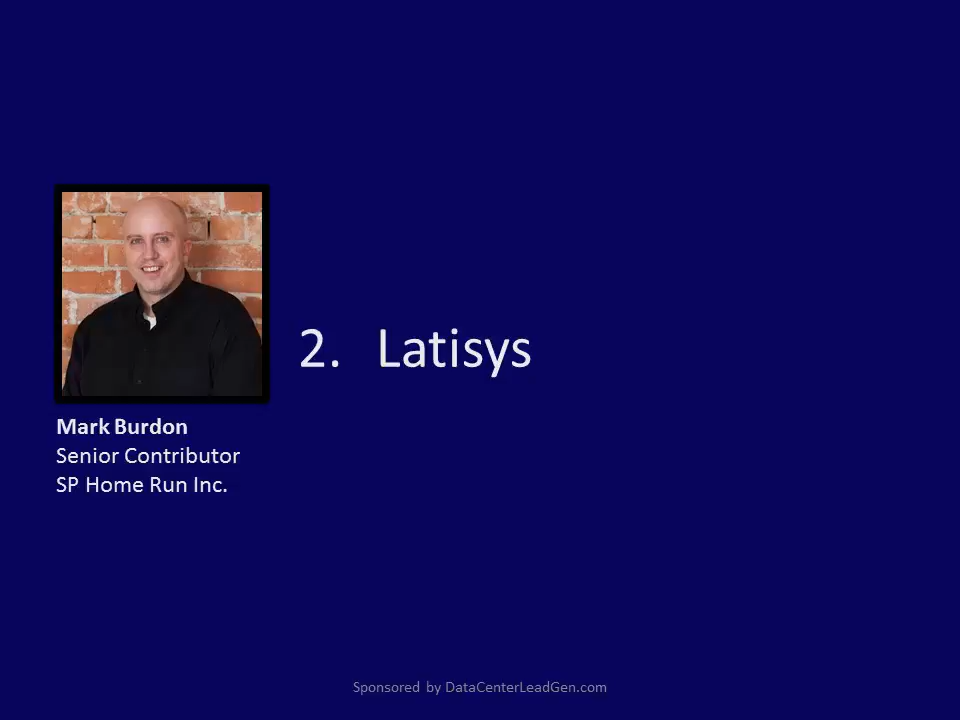 2. Latisys
Mark Burdon
Senior Contributor
SP Home Run Inc.
Sponsored by DataCenterLeadGen.com